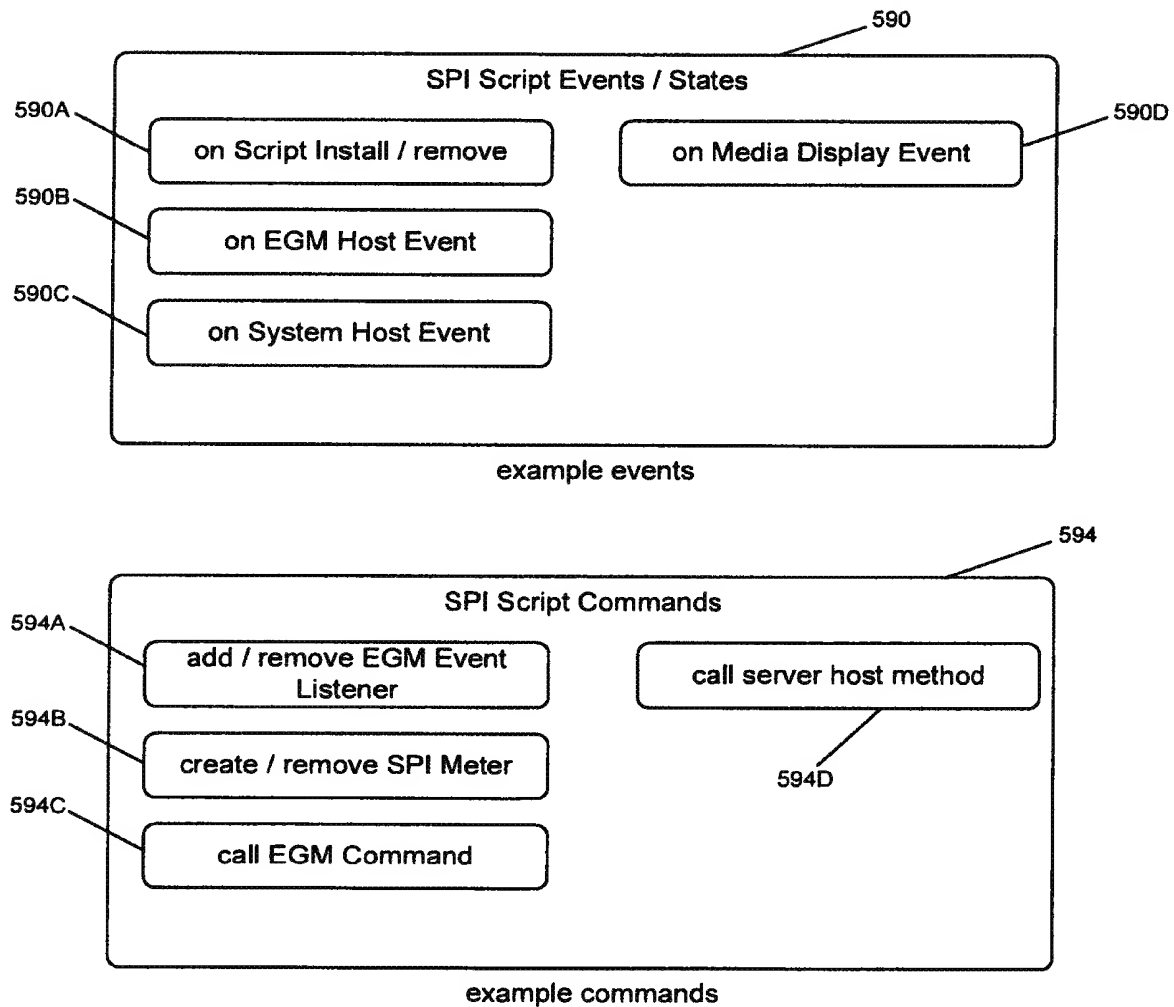 590
SPI Script Events / States
590A
on Script Install / remove
on Media Display Event
590D
590B
on EGM Host Event
590C
on System Host Event
example events
594
SPI Script Commands
594A
add / remove EGM Event
Listener
call server host method
594B
create / remove SPI Meter
594D
594C
call EGM Command
example commands